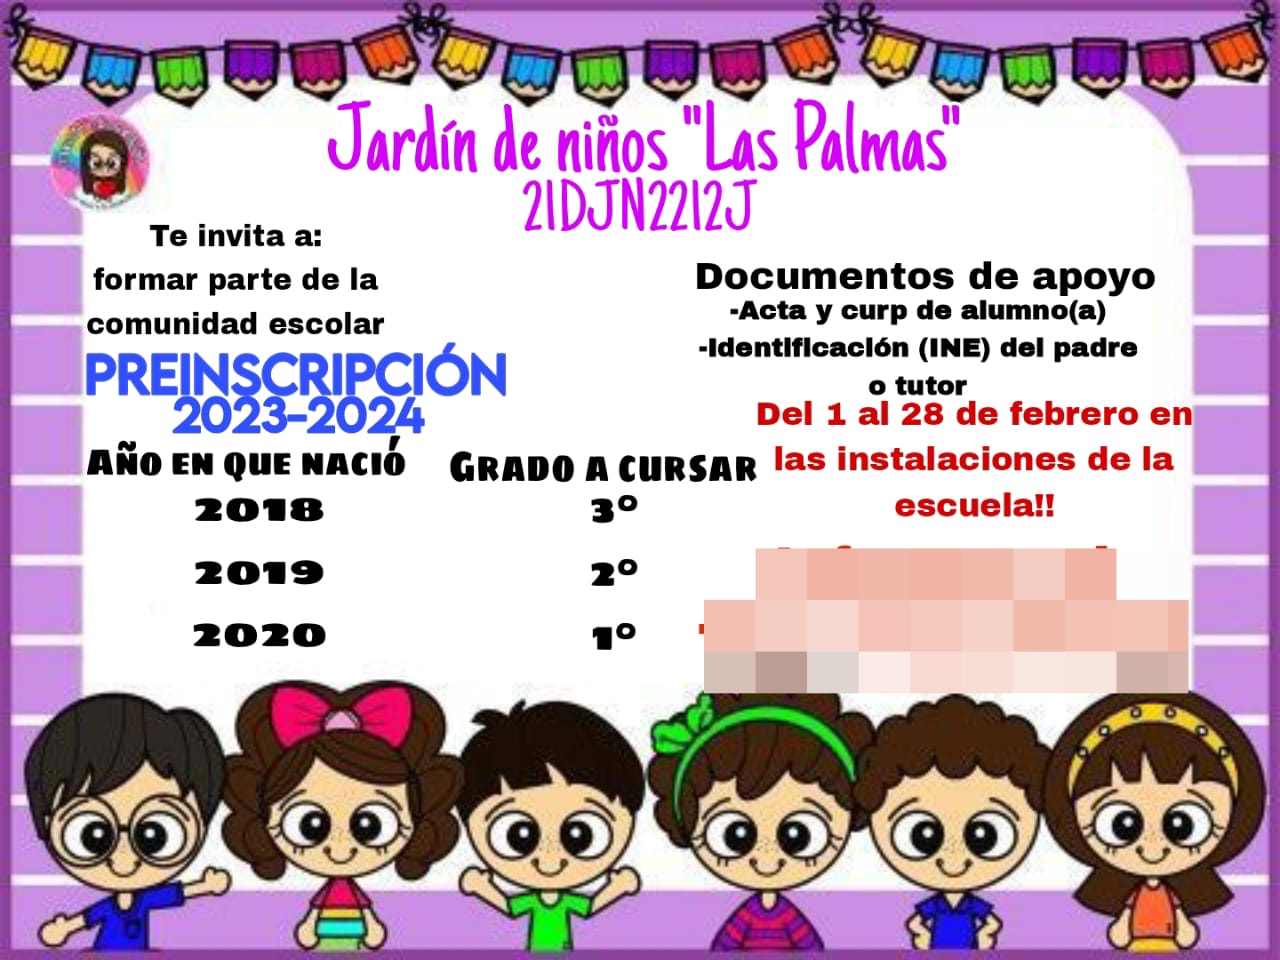 Jardín de niños "Las Palmas"
21DJN2212J
Te invita a:
formar parte de la
comunidad escolar
PREINSCRIPCIÓN
2023-2024
AÑO EN QUE NACIÓ
2018
2019
2020
GRADO A CURSAR
3°
2°
1°
Documentos de apoyo
-Acta y curp de alumno(a)
-Identificación (INE) del padre
o tutor
Del 1 al 28 de febrero en
las instalaciones de la
escuela!!